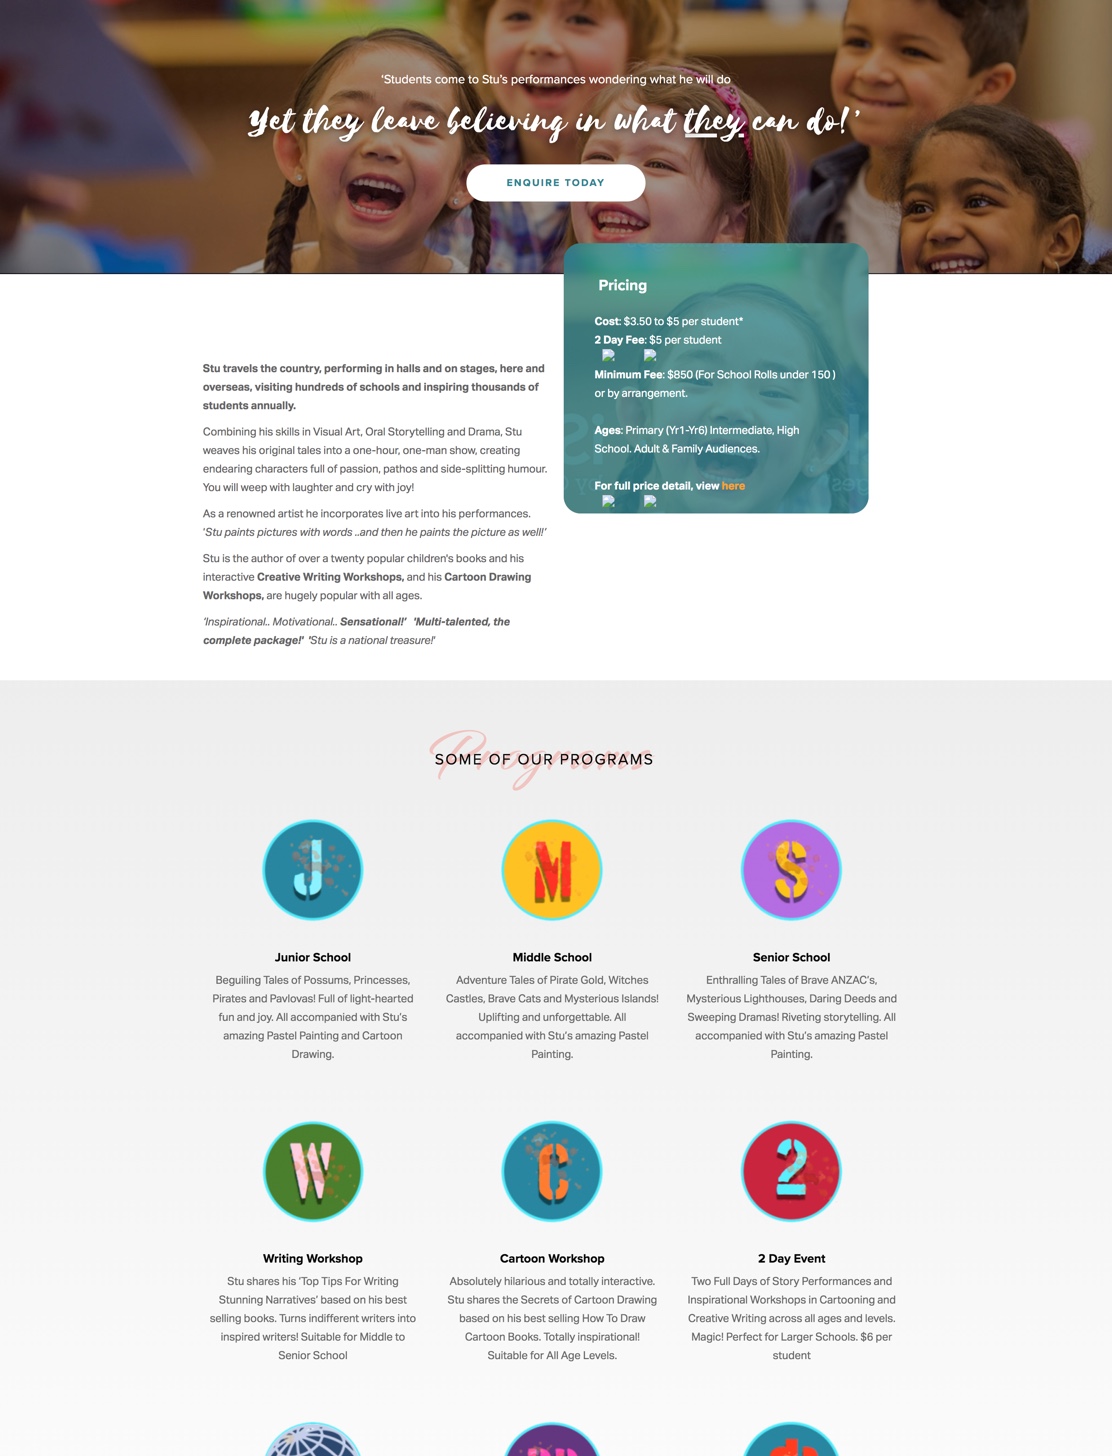 'Students come to Stu's performances wondering what he will do
Yet they leave believing in what they can do!'
ENQUIRE TODAY
Pricing
Cost: $3.50 to $5 per student*
2 Day Fee: $5 per student
Minimum Fee: $850 (For School Rolls under 150 )
or by arrangement.
Ages: Primary (Yr1-Yr6) Intermediate, High
School. Adult & Family Audiences.
For full price detail, view here
Stu travels the country, performing in halls and on stages, here and
overseas, visiting hundreds of schools and inspiring thousands of
students annually.
Combining his skills in Visual Art, Oral Storytelling and Drama, Stu
weaves his original tales into a one-hour, one-man show, creating
endearing characters full of passion, pathos and side-splitting humour.
You will weep with laughter and cry with joy!
As a renowned artist he incorporates live art into his performances.
'Stu paints pictures with words ..and then he paints the picture as well!'
Stu is the author of over a twenty popular children's books and his
interactive Creative Writing Workshops, and his Cartoon Drawing
Workshops, are hugely popular with all ages.
'Inspirational.. Motivational.. Sensational!' 'Multi-talented, the
complete package!' 'Stu is a national treasure!'
Programs
SOME OF OUR PROGRAMS
J
M
S
Junior School
Beguiling Tales of Possums, Princesses,
Pirates and Pavlovas! Full of light-hearted
fun and joy. All accompanied with Stu's
amazing Pastel Painting and Cartoon
Drawing.
Middle School
Adventure Tales of Pirate Gold, Witches
Castles, Brave Cats and Mysterious Islands!
Uplifting and unforgettable. All
accompanied with Stu's amazing Pastel
Painting.
Senior School
Enthralling Tales of Brave ANZAC's,
Mysterious Lighthouses, Daring Deeds and
Sweeping Dramas! Riveting storytelling. All
accompanied with Stu's amazing Pastel
Painting.
W
C
2
Writing Workshop
Stu shares his 'Top Tips For Writing
Stunning Narratives' based on his best
selling books. Turns indifferent writers into
inspired writers! Suitable for Middle to
Senior School
Cartoon Workshop
Absolutely hilarious and totally interactive.
Stu shares the Secrets of Cartoon Drawing
based on his best selling How To Draw
Cartoon Books. Totally inspirational!
Suitable for All Age Levels.
2 Day Event
Two Full Days of Story Performances and
Inspirational Workshops in Cartooning and
Creative Writing across all ages and levels.
Magic! Perfect for Larger Schools. $6 per
student